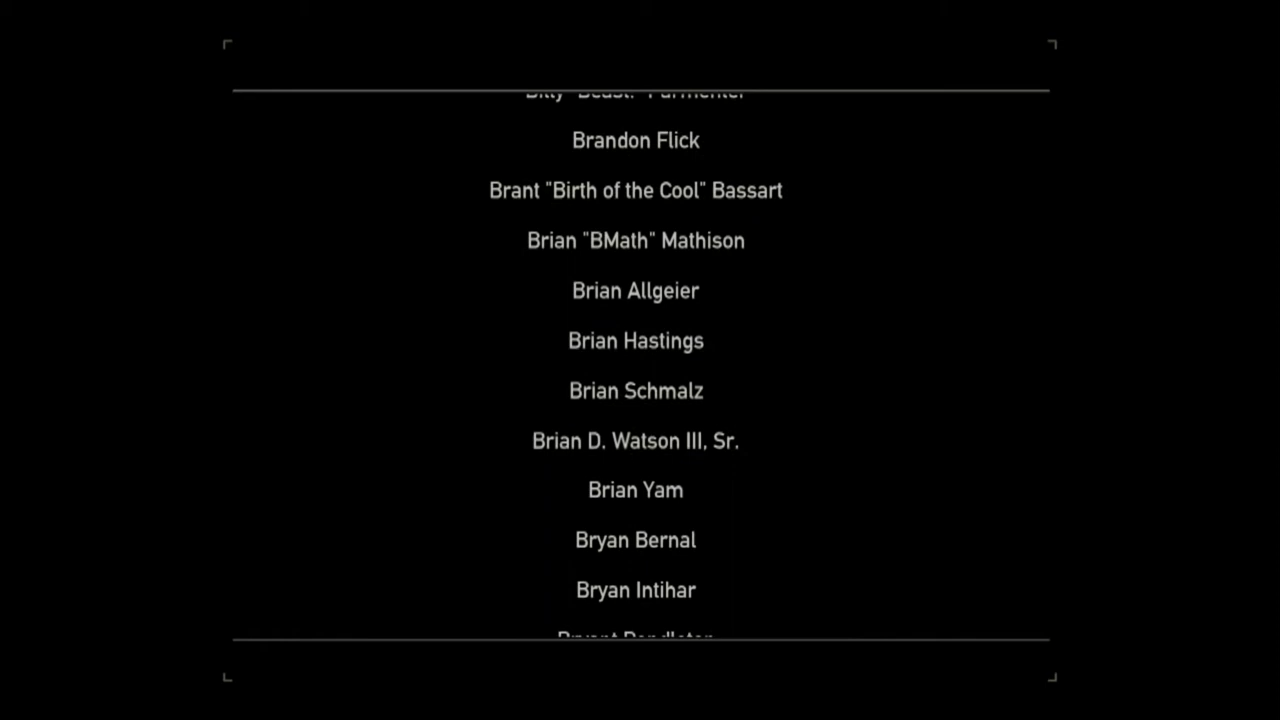 Brandon Flick
Brant "Birth of the Cool" Bassart
Brian "BMath" Mathison
Brian Allgeier
Brian Hastings
Brian Schmalz
Brian D. Watson III, Sr.
Brian Yam
Bryan Bernal
Bryan Intihar